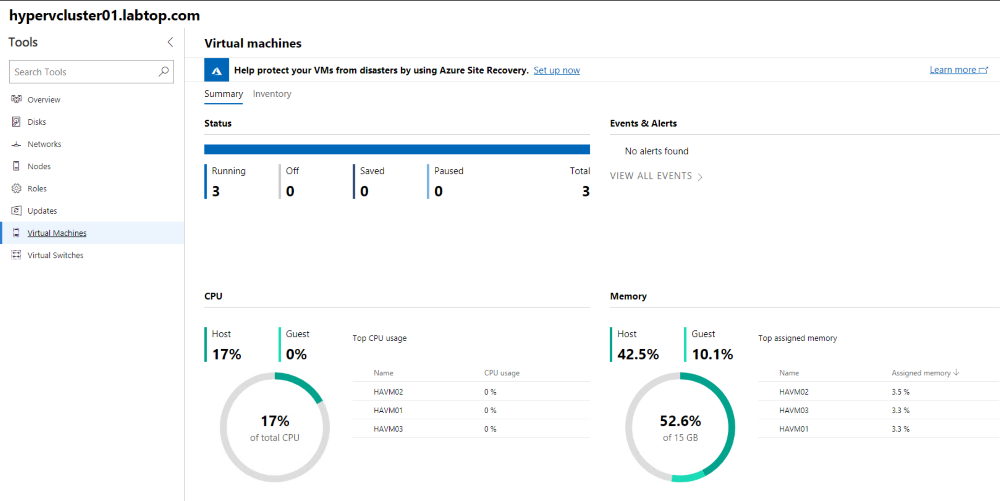 hypervcluster01.labtop.com
Tools
Search Tools
Overview
Disks
Networks
Nodes
Roles
Updates
Virtual Machines
Virtual Switches
Virtual machines
Help protect your VMs from disasters by using Azure Site Recovery. Set up now
Learn more
Summary Inventory
Status
Running Off Saved Paused Total
3 0 0 0 3
Events & Alerts
No alerts found
VIEW ALL EVENTS
CPU
Host Guest
17% 0%
17%
of total CPU
Top CPU usage
Name CPU usage
HAVM02 0 %
HAVM01 0 %
HAVM03 0 %
Memory
Host Guest
42.5% 10.1%
52.6%
of 15 GB
Top assigned memory
Name Assigned memory
HAVM02 3.5 %
HAVM03 3.3 %
HAVM01 3.3 %